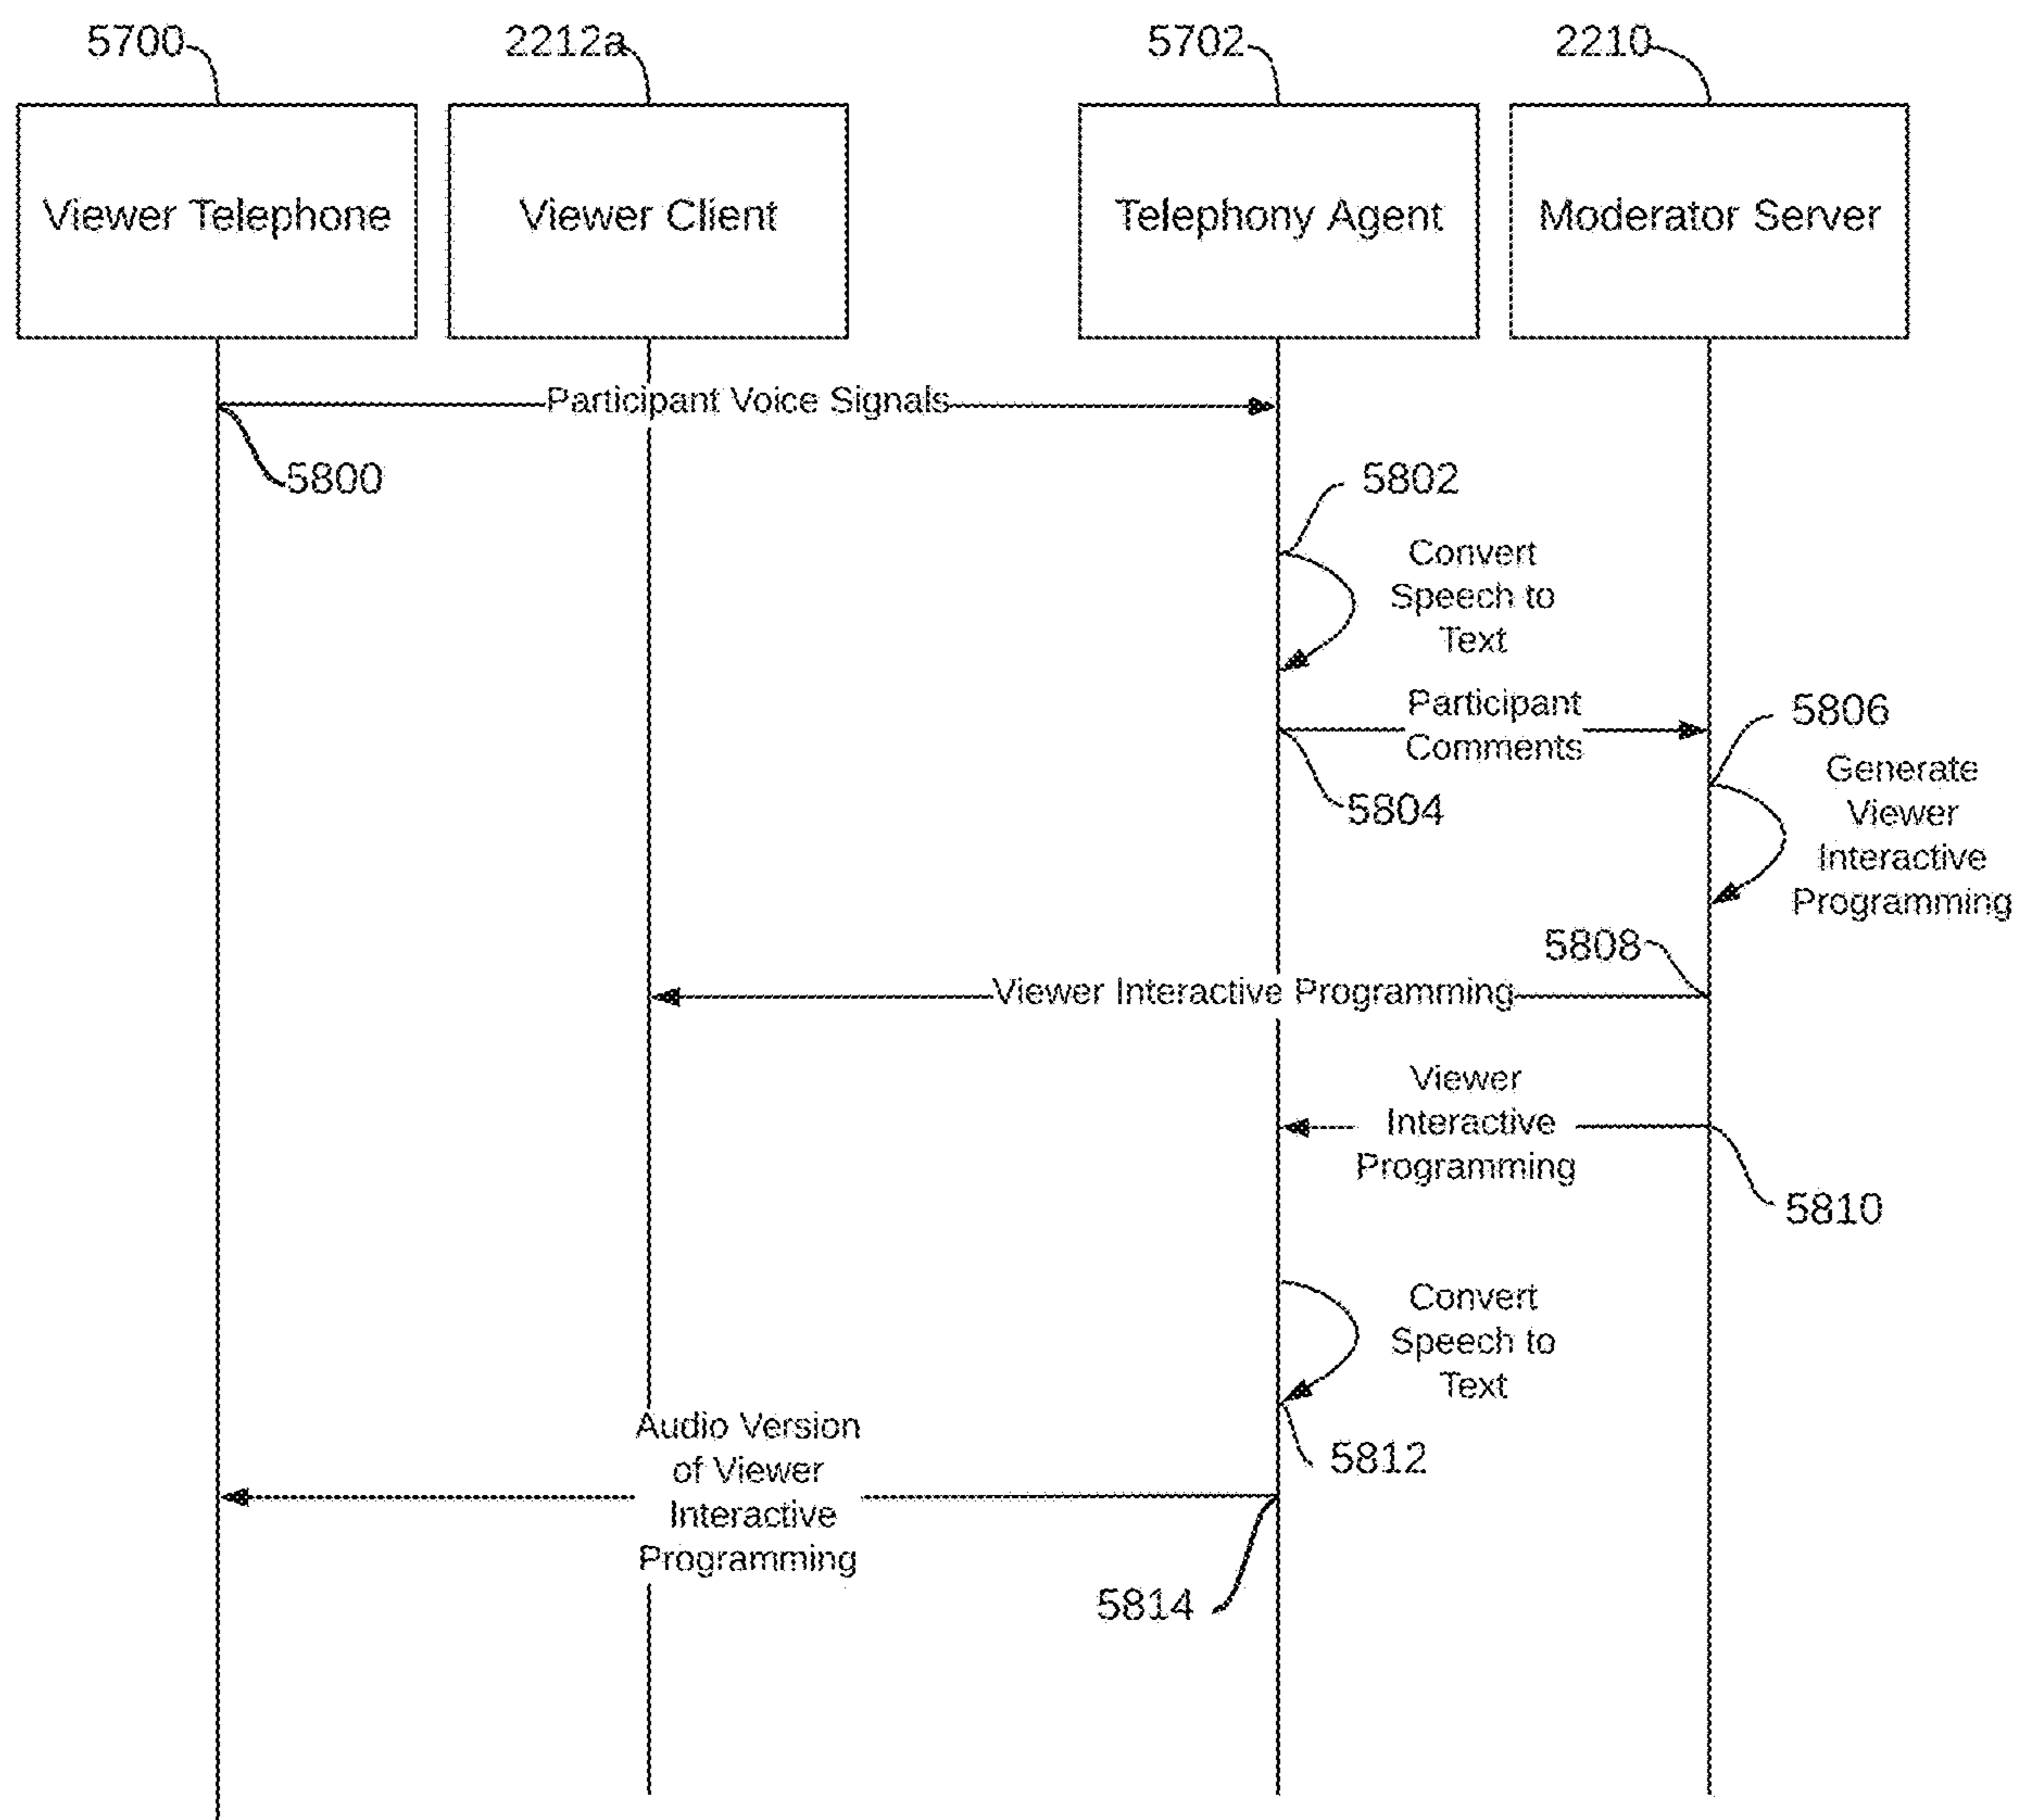 5700
2212a
5702
2210
Viewer Telephone
Viewer Client
Telephony Agent
Moderator Server
Participant Voice Signals
5800
5802
Convert
Speech to
Text
Participant
Comments
5804
5806
Generate
Viewer
Interactive
Programming
5808
Viewer Interactive Programming
Viewer
Interactive
Programming
5810
Convert
Speech to
Text
5812
Audio Version
of Viewer
Interactive
Programming
5814